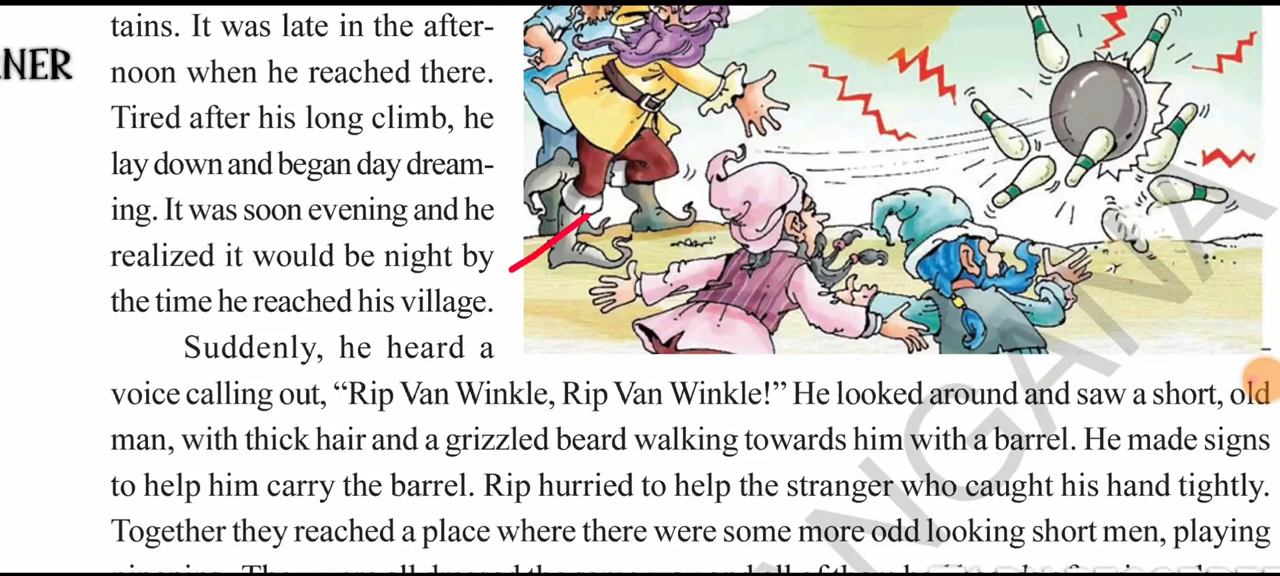 NER
tains. It was late in the after-
noon when he reached there.
Tired after his long climb, he
lay down and began day dream-
ing. It was soon evening and he
realized it would be night by
the time he reached his village.
Suddenly, he heard a
voice calling out, “Rip Van Winkle, Rip Van Winkle!” He looked around and saw a short, old
man, with thick hair and a grizzled beard walking towards him with a barrel. He made signs
to help him carry the barrel. Rip hurried to help the stranger who caught his hand tightly.
Together they reached a place where there were some more odd looking short men, playing
NGANA